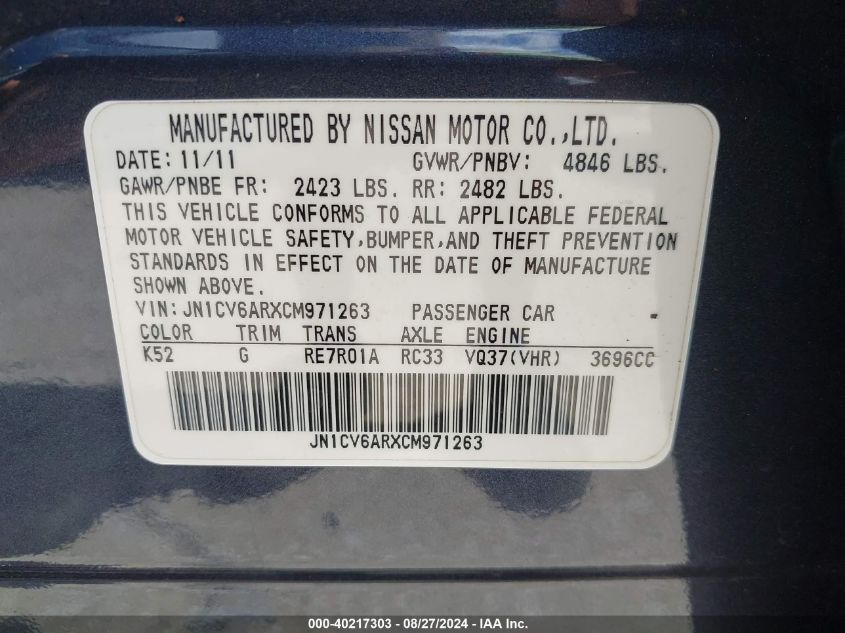 MANUFACTURED BY NISSAN MOTOR CO.,LTD.
DATE: 11/11 GVWR/PNBV: 4846 LBS.
GAWR/PNBE FR: 2423 LBS. RR: 2482 LBS.
THIS VEHICLE CONFORMS TO ALL APPLICABLE FEDERAL
MOTOR VEHICLE SAFETY,BUMPER,AND THEFT PREVENTION
STANDARDS IN EFFECT ON THE DATE OF MANUFACTURE
SHOWN ABOVE.
VIN:JN1CV6ARXCM971263 PASSENGER CAR
COLOR TRIM TRANS AXLE ENGINE
K52 G RE7R01A RC33 VQ37(VHR) 3696CC
JN1CV6ARXCM971263
000-40217303 - 08/27/2024 - IAA Inc.